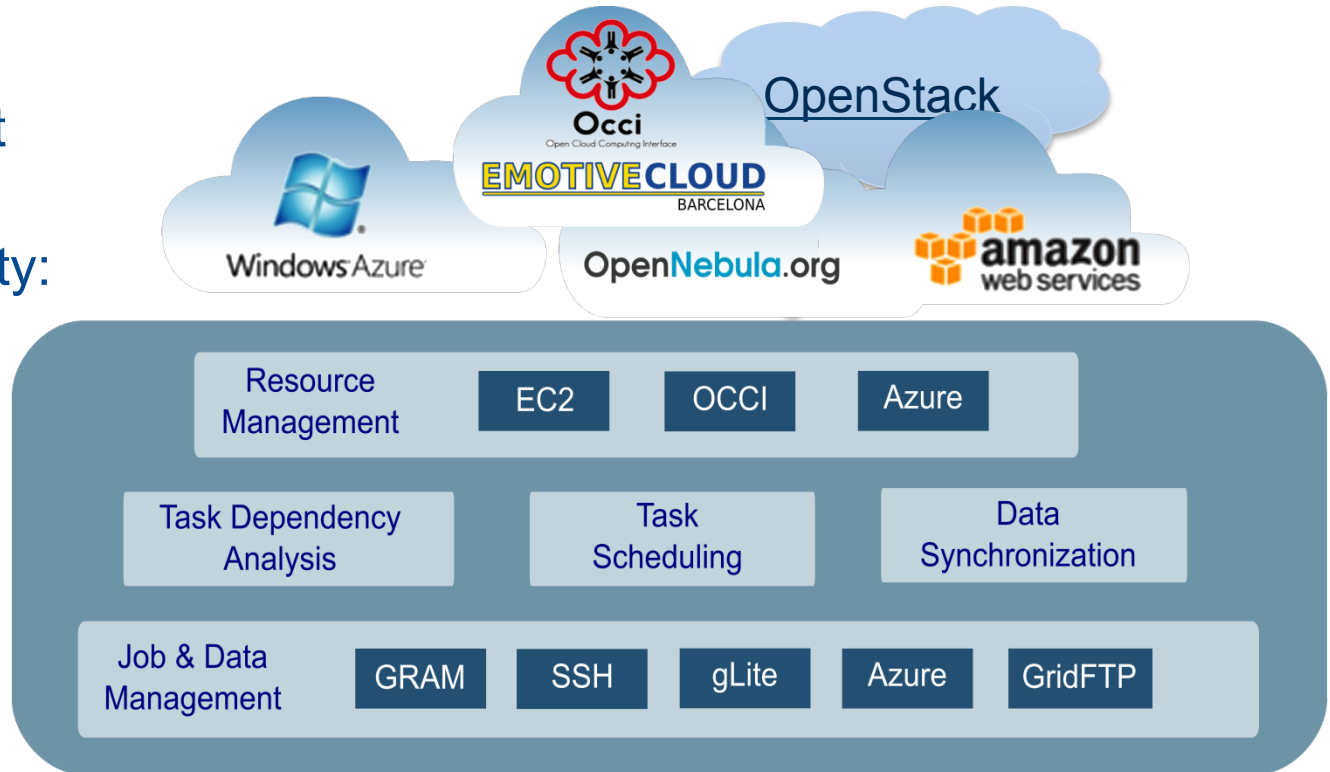 t
ty:
Occi
Open Cloud Computing Interface
EMOTIVECLOUD
BARCELONA
OpenStack
Windows Azure
OpenNebula.org
amazon
web services
Resource
Management
EC2
OCCI
Azure
Task Dependency
Analysis
Task
Scheduling
Data
Synchronization
Job & Data
Management
GRAM
SSH
gLite
Azure
GridFTP